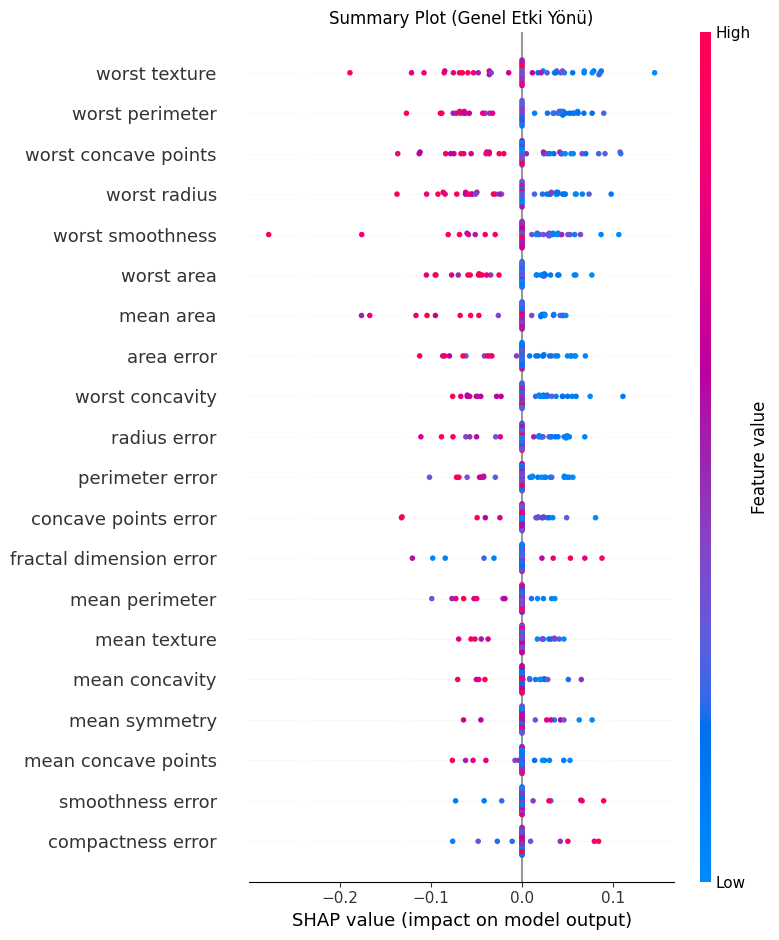 Summary Plot (Genel Etki Yönü)
High
worst texture
worst perimeter
worst concave points
worst radius
worst smoothness
worst area
mean area
area error
worst concavity
radius error
perimeter error
concave points error
fractal dimension error
mean perimeter
mean texture
mean concavity
mean symmetry
mean concave points
smoothness error
compactness error
Feature value
Low
−0.2 −0.1 0.0 0.1
SHAP value (impact on model output)